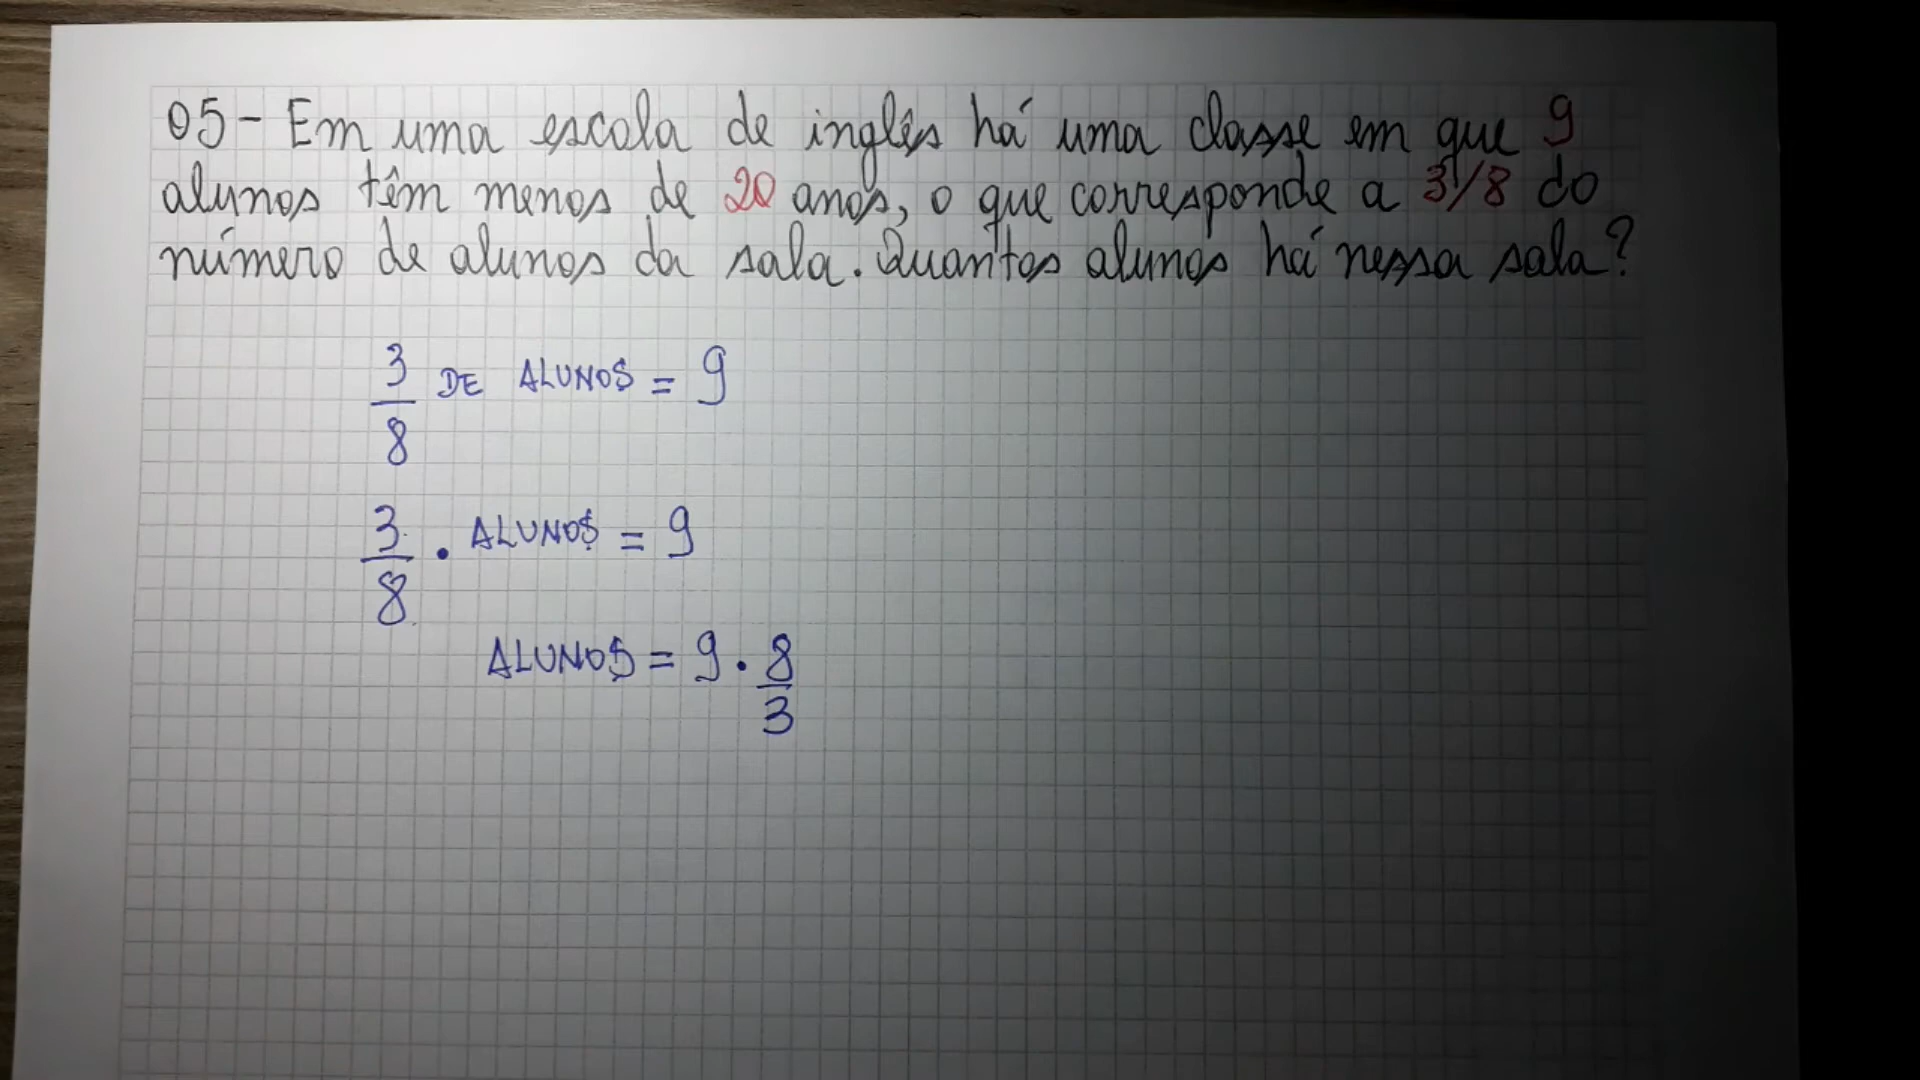 05- Em uma escola de inglês há uma classe em que 9
alunos têm menos de 20 anos, o que corresponde a 3/8 do
número de alunos da sala. Quantos alunos há nessa sala?
3/8 DE ALUNOS = 9
3/8 . ALUNOS = 9
ALUNOS = 9 . 8/3